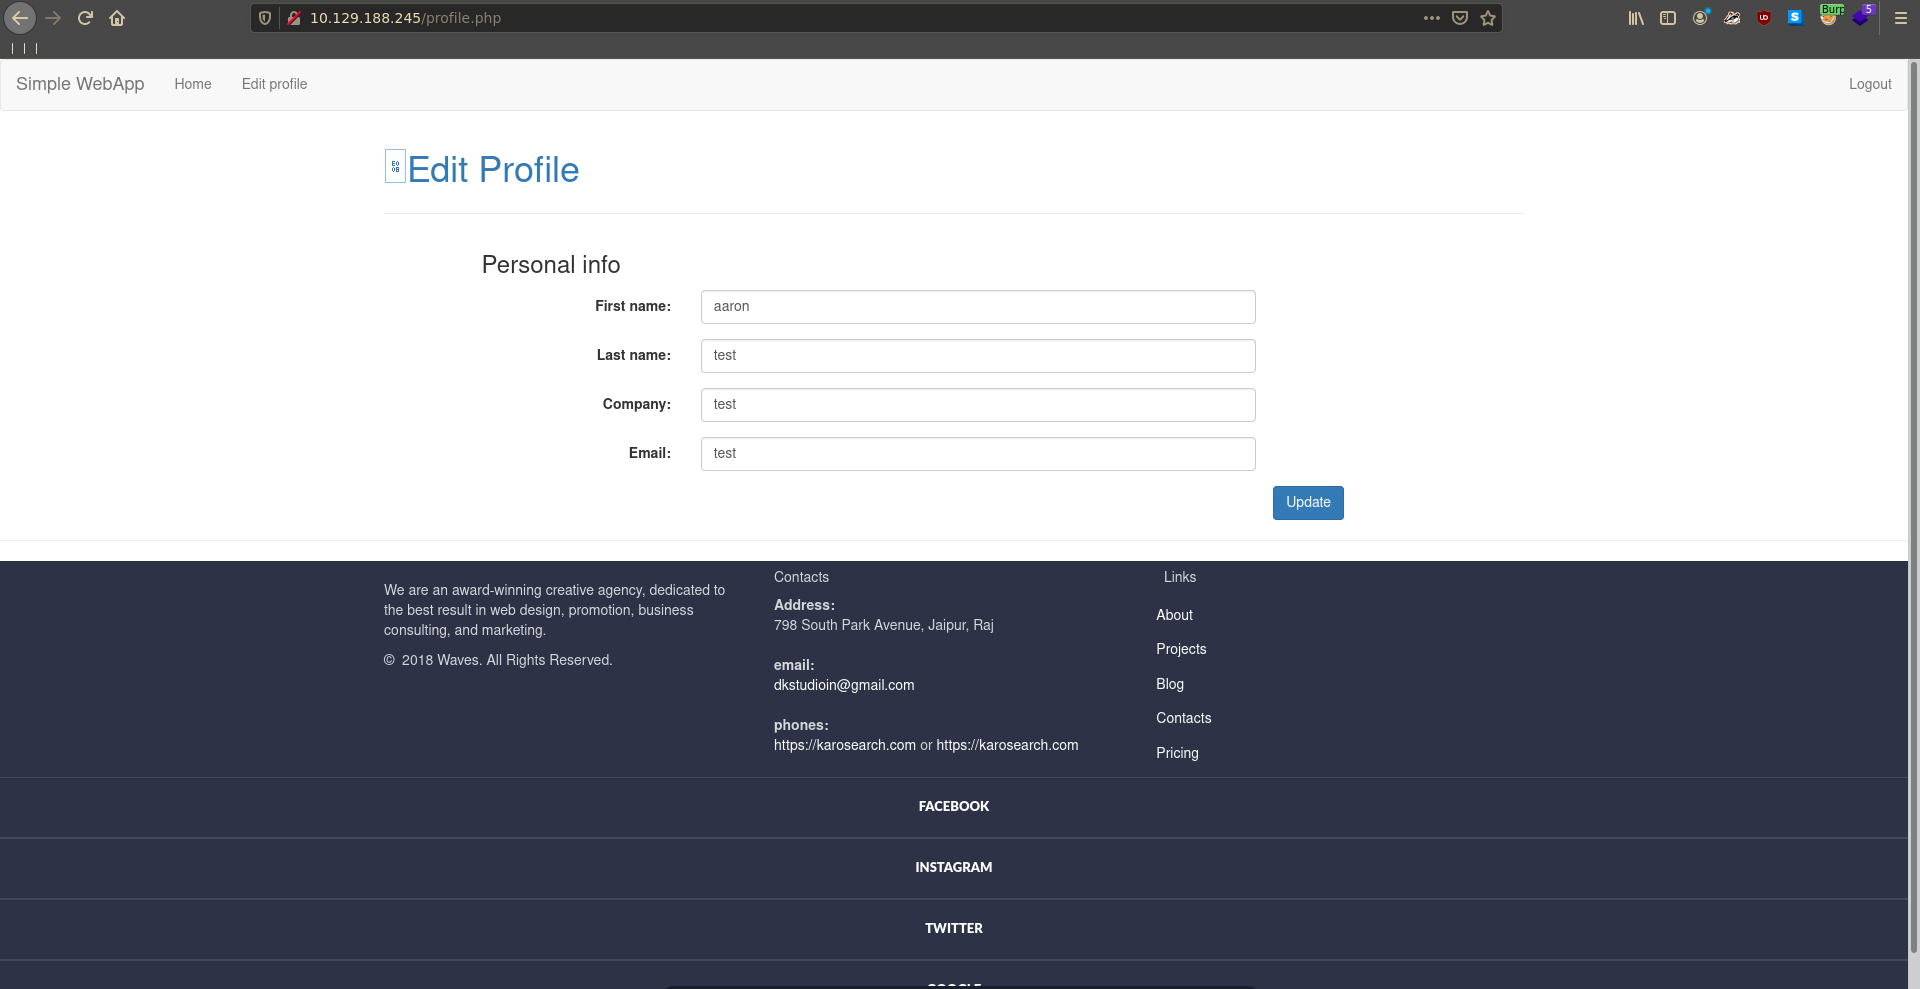 10.129.188.245/profile.php
Burp
5
Simple WebApp Home Edit profile Logout
Edit Profile
Personal info
First name: aaron
Last name: test
Company: test
Email: test
Update
We are an award-winning creative agency, dedicated to
the best result in web design, promotion, business
consulting, and marketing.
© 2018 Waves. All Rights Reserved.
Contacts
Address:
798 South Park Avenue, Jaipur, Raj
email:
dkstudioin@gmail.com
phones:
https://karosearch.com or https://karosearch.com
Links
About
Projects
Blog
Contacts
Pricing
FACEBOOK
INSTAGRAM
TWITTER